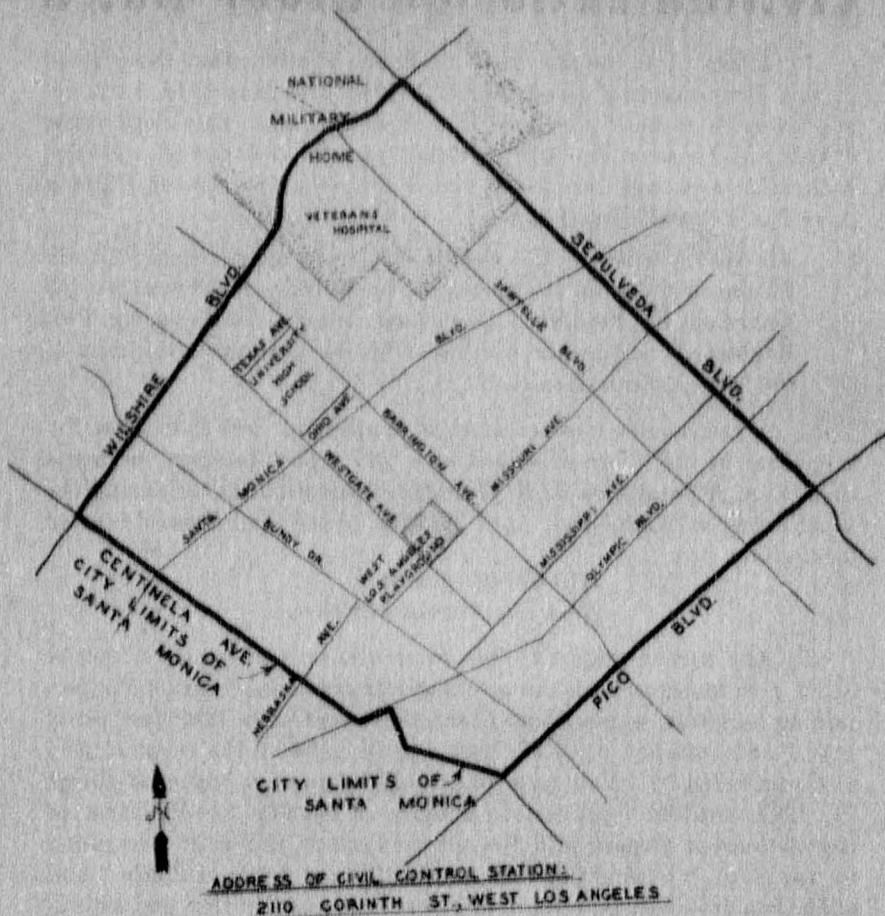 NATIONAL
MILITARY
HOME
VETERANS
HOSPITAL
SEPULVEDA
BLVD.
WILSHIRE
BLVD.
TEXAS AVE.
UNIVERSITY
HIGH
SCHOOL
OHIO AVE.
SAWTELLE
BLVD.
SANTA MONICA
BLVD.
BARRINGTON
AVE.
WESTGATE AVE.
MISSOURI AVE.
BUNDY DR.
WEST
LOS ANGELES
PLAYGROUND
MISSISSIPPI AVE.
OLYMPIC BLVD.
CENTINELA AVE.
CITY LIMITS OF
SANTA
MONICA
NEBRASKA
AVE.
PICO
BLVD.
CITY LIMITS OF
SANTA MONICA
N
ADDRESS OF CIVIL CONTROL STATION:
2110 CORINTH ST., WEST LOS ANGELES